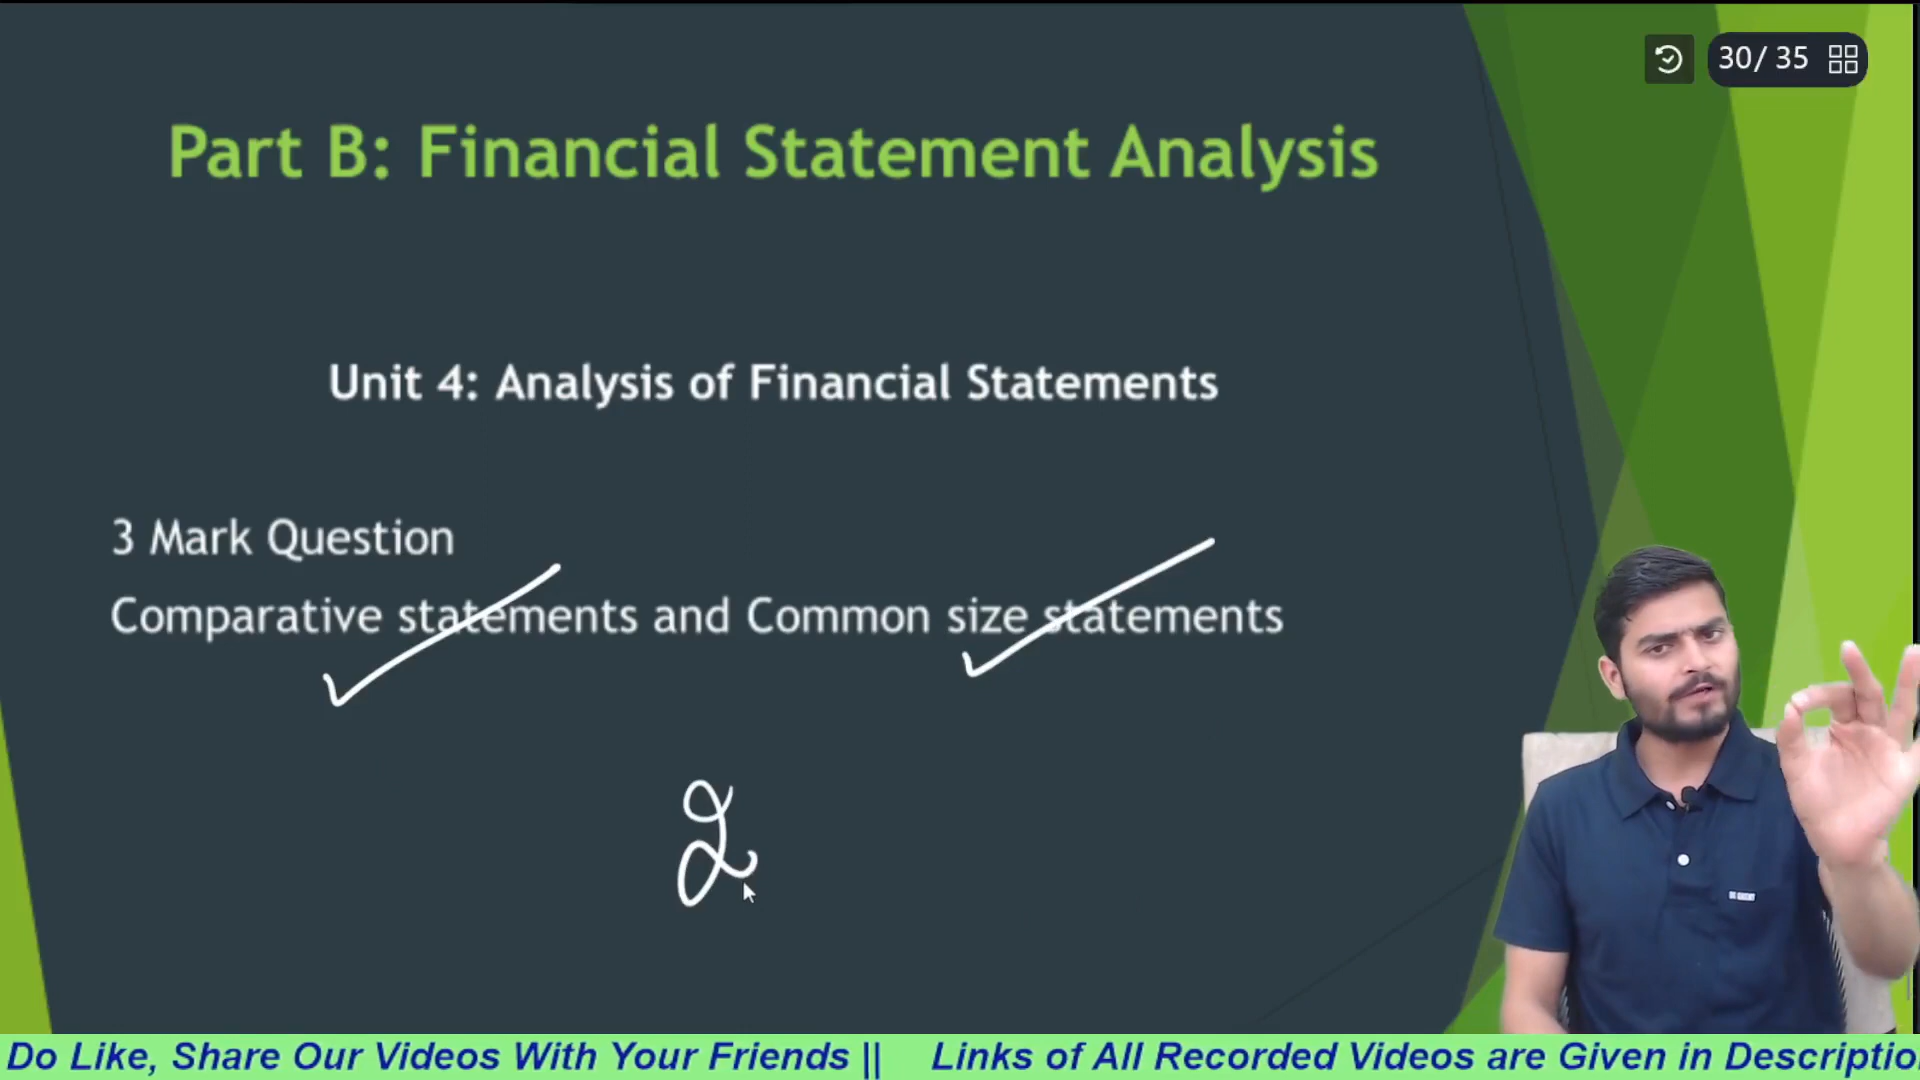 30/ 35
Part B: Financial Statement Analysis
Unit 4: Analysis of Financial Statements
3 Mark Question
Comparative statements and Common size statements
2
Do Like, Share Our Videos With Your Friends || Links of All Recorded Videos are Given in Descriptio